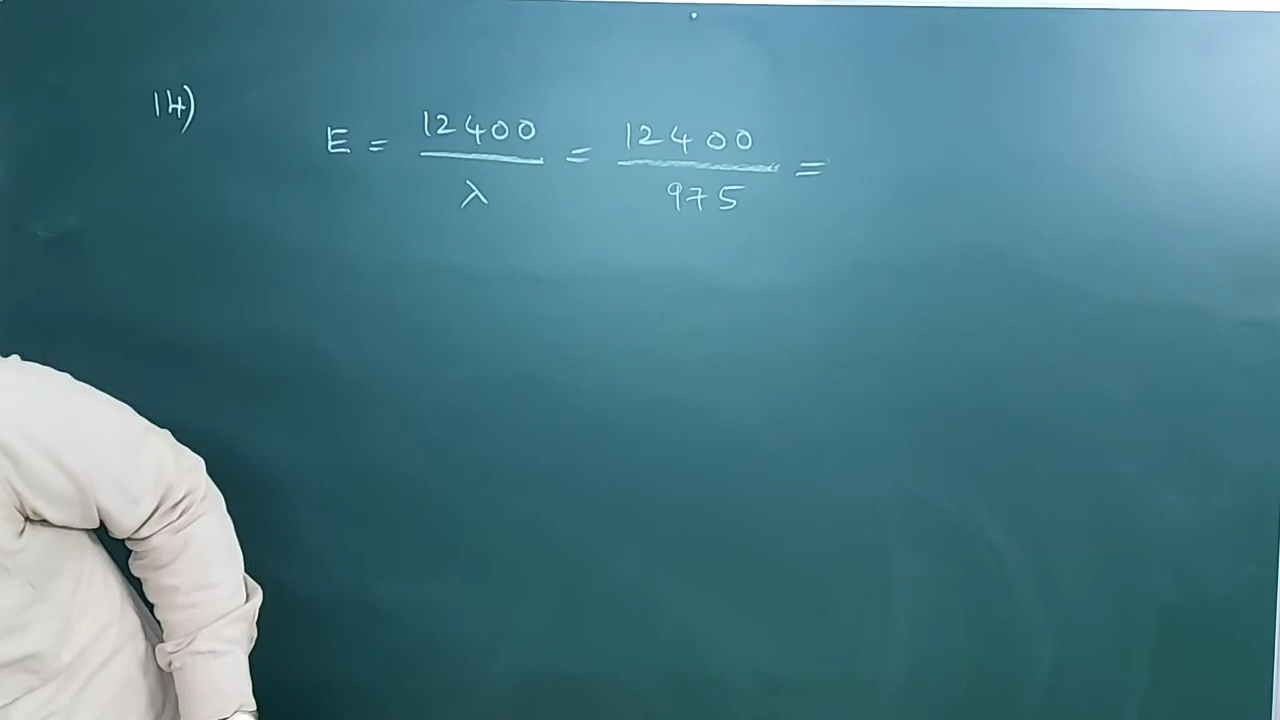 14)
E = 12400 / λ = 12400 / 975 =